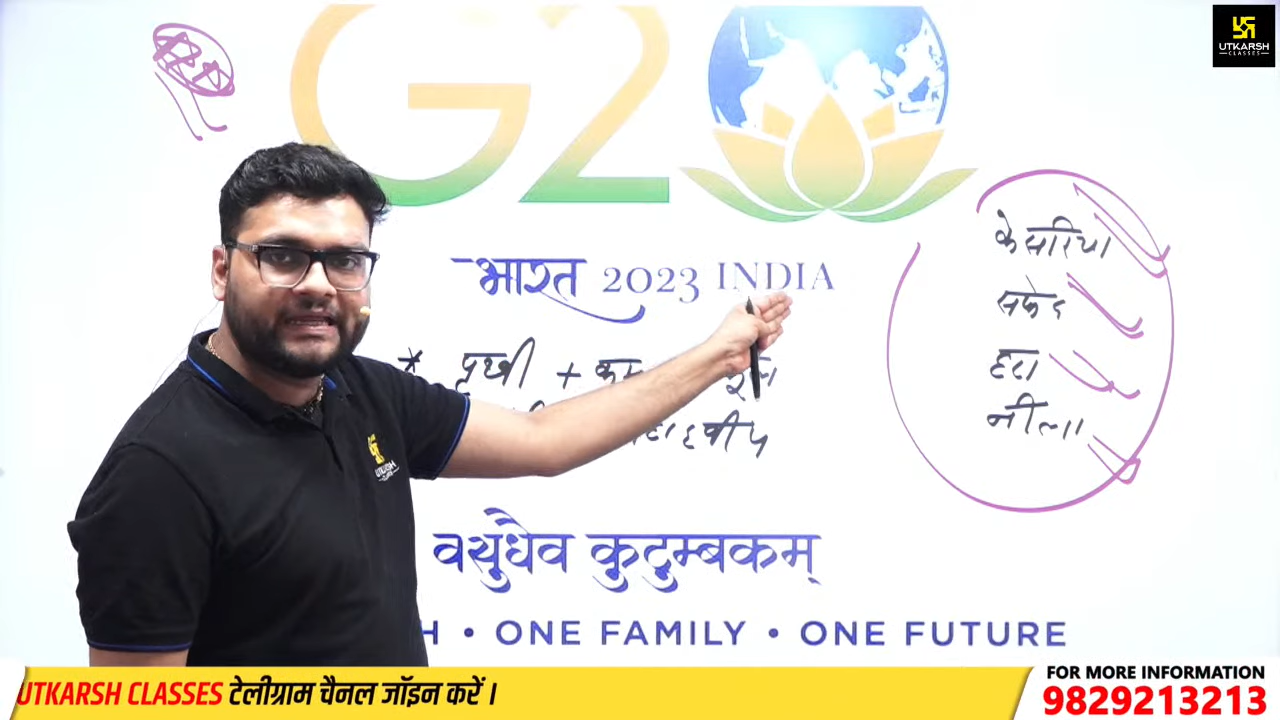 G20
UTKARSH
CLASSES
भारत 2023 INDIA
केसरिया
सफेद
हरा
नीला
* पृथ्वी + कम
वसुधैव कुटुम्बकम्
H • ONE FAMILY • ONE FUTURE
UTKARSH CLASSES टेलीग्राम चैनल जॉइन करें ।
FOR MORE INFORMATION
9829213213